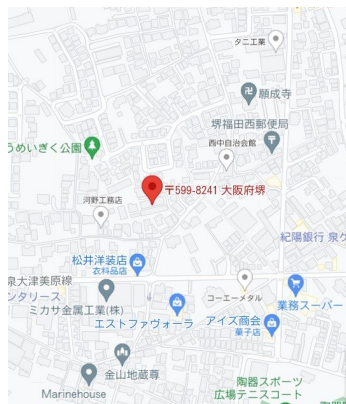 タニ工業
願成寺
堺福田西郵便局
西中自治会館
うめいぎく公園
〒599-8241 大阪府堺
河野工務店
紀陽銀行 泉ケ
松井洋装店
衣料品店
泉大津美原線
ンタリース
ミカサ金属工業(株)
コーエーメタル
業務スーパー
エストファヴォーラ
アイズ商会
菓子店
金山地蔵尊
Marinehouse
陶器スポーツ
広場テニスコート